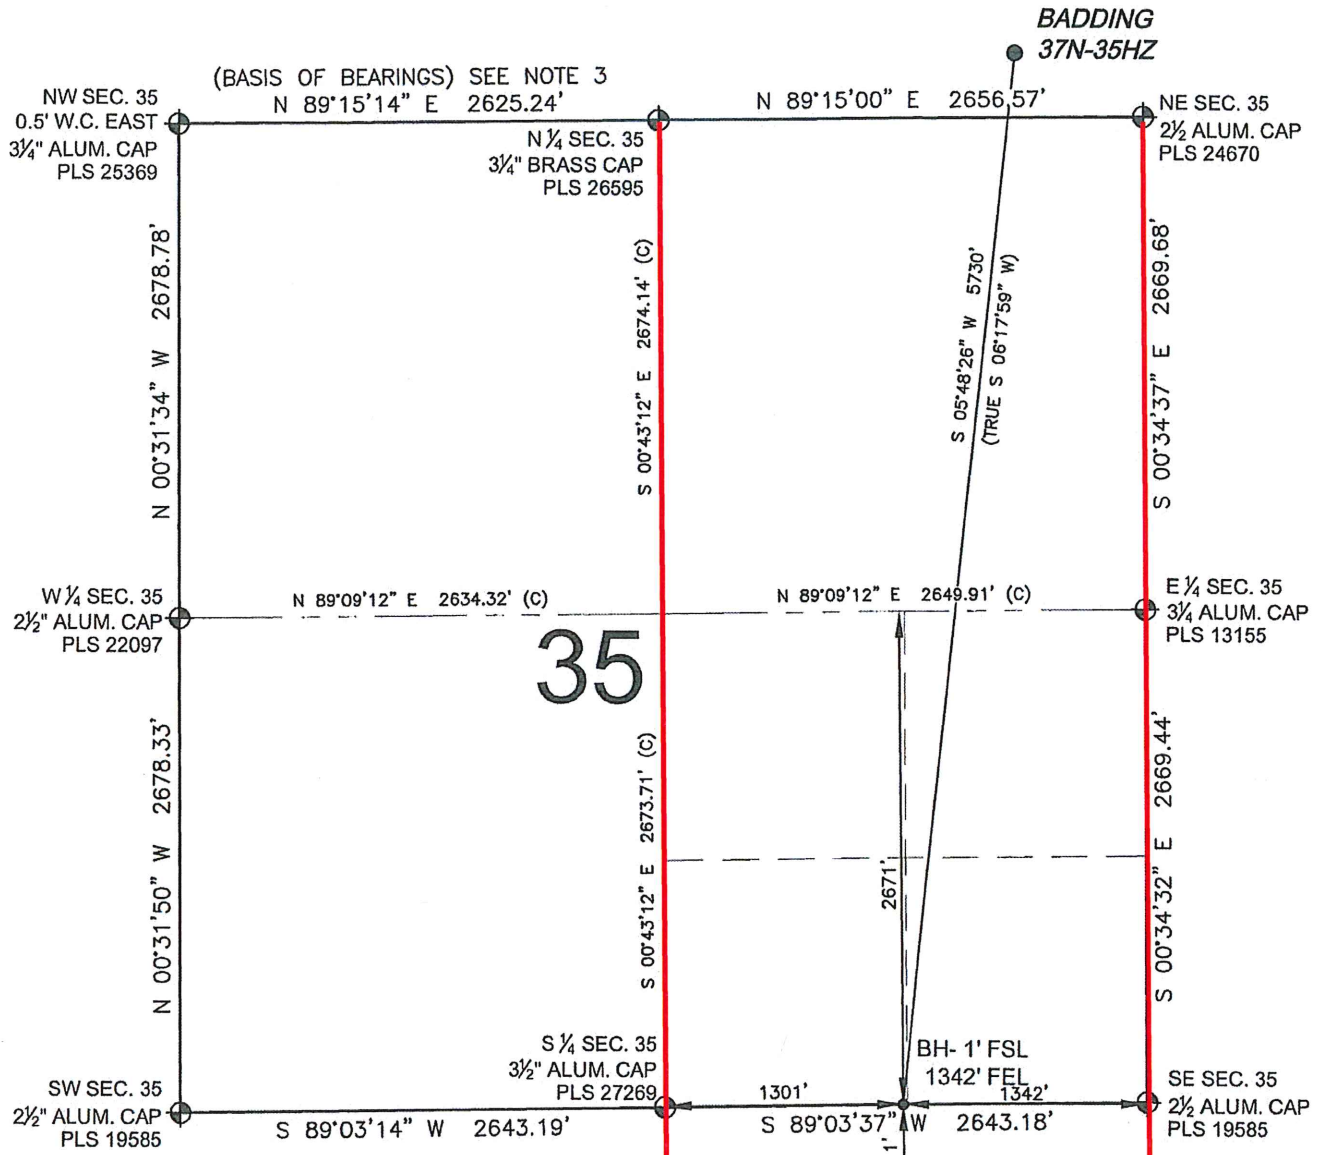 BADDING
37N-35HZ
(BASIS OF BEARINGS) SEE NOTE 3
N 89°15'14" E 2625.24'
N 89°15'00" E 2656.57'
NW SEC. 35
0.5' W.C. EAST
3¼" ALUM. CAP
PLS 25369
N ¼ SEC. 35
3¼" BRASS CAP
PLS 26595
NE SEC. 35
2½ ALUM. CAP
PLS 24670
N 00°31'34" W 2678.78'
S 00°43'12" E 2674.14' (C)
S 05°48'26" W 5730'
(TRUE S 06°17'59" W)
S 00°34'37" E 2669.68'
W ¼ SEC. 35
2½" ALUM. CAP
PLS 22097
N 89°09'12" E 2634.32' (C)
N 89°09'12" E 2649.91' (C)
E ¼ SEC. 35
3¼ ALUM. CAP
PLS 13155
35
N 00°31'50" W 2678.33'
S 00°43'12" E 2673.71' (C)
2671'
S 00°34'32" E 2669.44'
S ¼ SEC. 35
3½" ALUM. CAP
PLS 27269
BH- 1' FSL
1342' FEL
1301'
1342'
SW SEC. 35
2½" ALUM. CAP
PLS 19585
S 89°03'14" W 2643.19'
S 89°03'37" W 2643.18'
1'
SE SEC. 35
2½ ALUM. CAP
PLS 19585